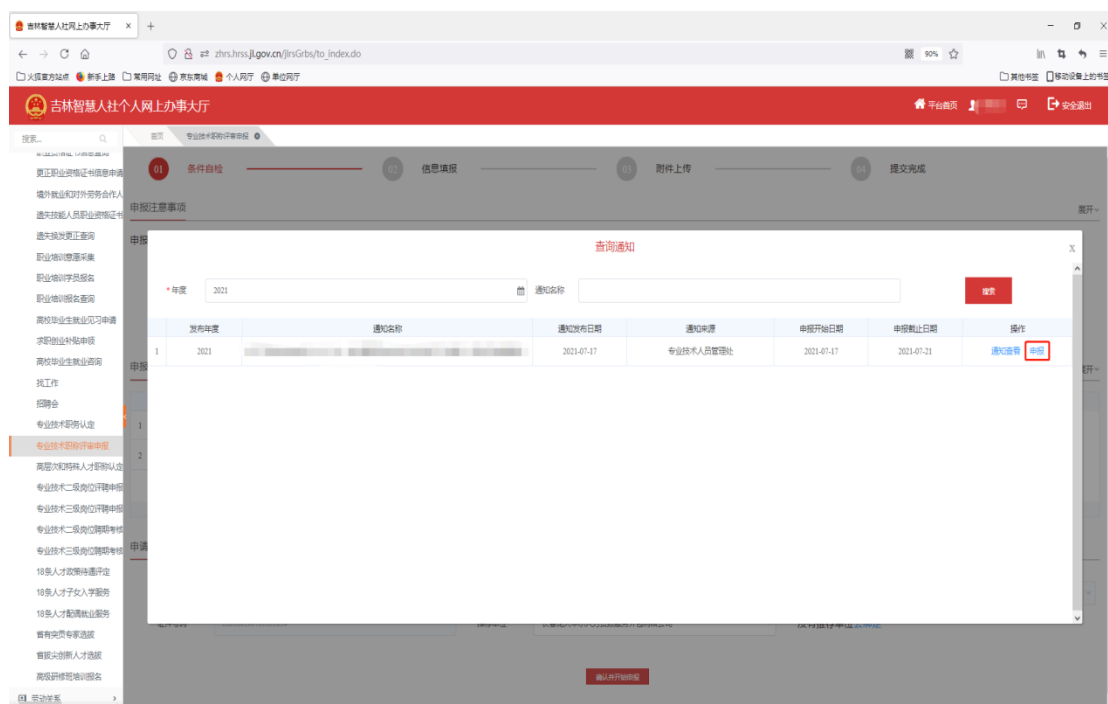 吉林智慧人社网上办事大厅 × +
zhrs.hrss.jl.gov.cn/jlrsGrbs/to_index.do 90%
火狐官方站点 新手上路 常用网址 京东商城 个人网厅 单位网厅 其他书签 移动设备上的书签
吉林智慧人社个人网上办事大厅 平台首页 安全退出
搜索... 首页 专业技术职称评审申报
更正职业资格证书信息申请
01 条件自检 02 信息填报 03 附件上传 04 提交完成
境外就业和对外劳务合作人
申报注意事项 展开
遗失技能人员职业资格证书
遗失换发更正查询
申报
查询通知 X
职业培训意愿采集
职业培训学员报名
*年度 2021 通知名称 搜索
职业培训报名查询
高校毕业生就业见习申请
发布年度 通知名称 通知发布日期 通知来源 申报开始日期 申报截止日期 操作
求职创业补贴申领
1 2021 2021-07-17 专业技术人员管理处 2021-07-17 2021-07-21 通知查看 申报
高校毕业生就业咨询
申报 展开
找工作
招聘会
专业技术职务认定
1
专业技术职称评审申报
2
高层次和特殊人才职称认定
专业技术二级岗位评聘申报
专业技术三级岗位评聘申报
专业技术二级岗位聘期考核
专业技术三级岗位聘期考核
申请
18条人才政策待遇评定
18条人才子女入学服务
18条人才配偶就业服务
省有突贡专家选拔
省拔尖创新人才选拔
高级研修班培训报名
确认并开始申报
劳动关系 >